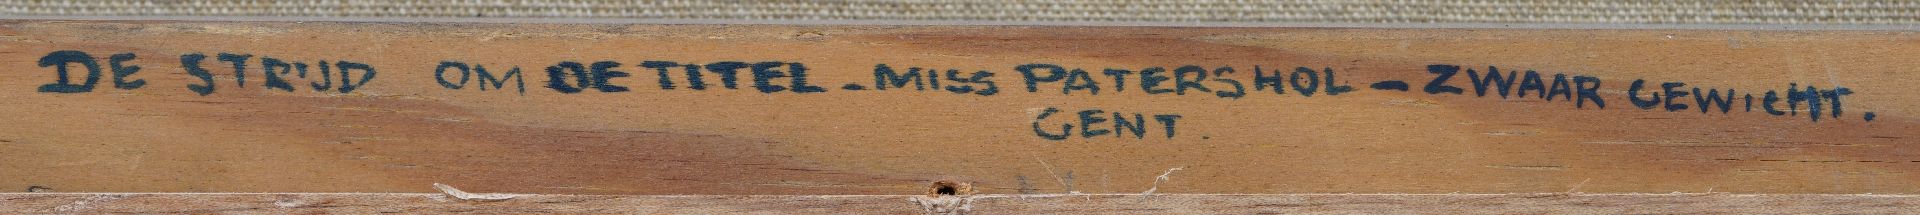 DE STRIJD OM DE TITEL - MISS PATERSHOL - ZWAAR GEWICHT.
GENT.